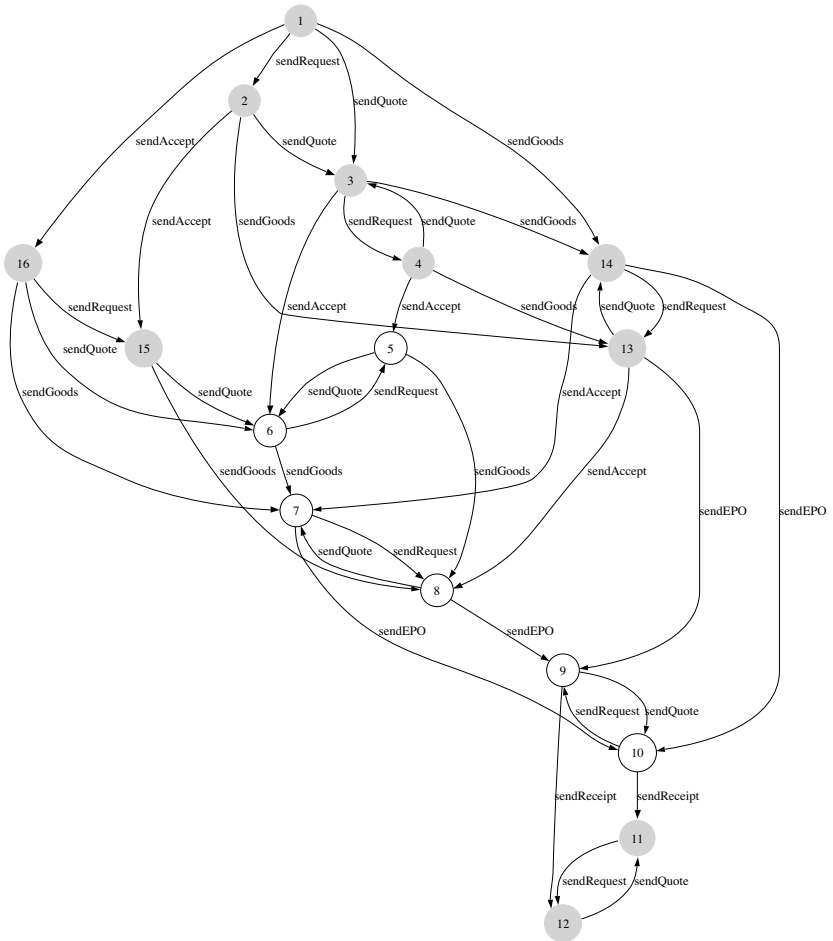 1
sendRequest
2
sendQuote
sendAccept
sendQuote
sendGoods
3
sendAccept
sendGoods
sendRequest
sendQuote
sendGoods
16
4
14
sendRequest
sendAccept
sendAccept
sendGoods
sendQuote
sendRequest
15
sendQuote
5
13
sendGoods
sendQuote
sendQuote
sendRequest
sendAccept
6
sendGoods
sendGoods
sendGoods
sendAccept
7
sendEPO
sendEPO
sendQuote
sendRequest
8
sendEPO
sendEPO
9
sendRequest
sendQuote
10
sendReceipt
sendReceipt
11
sendRequest
sendQuote
12